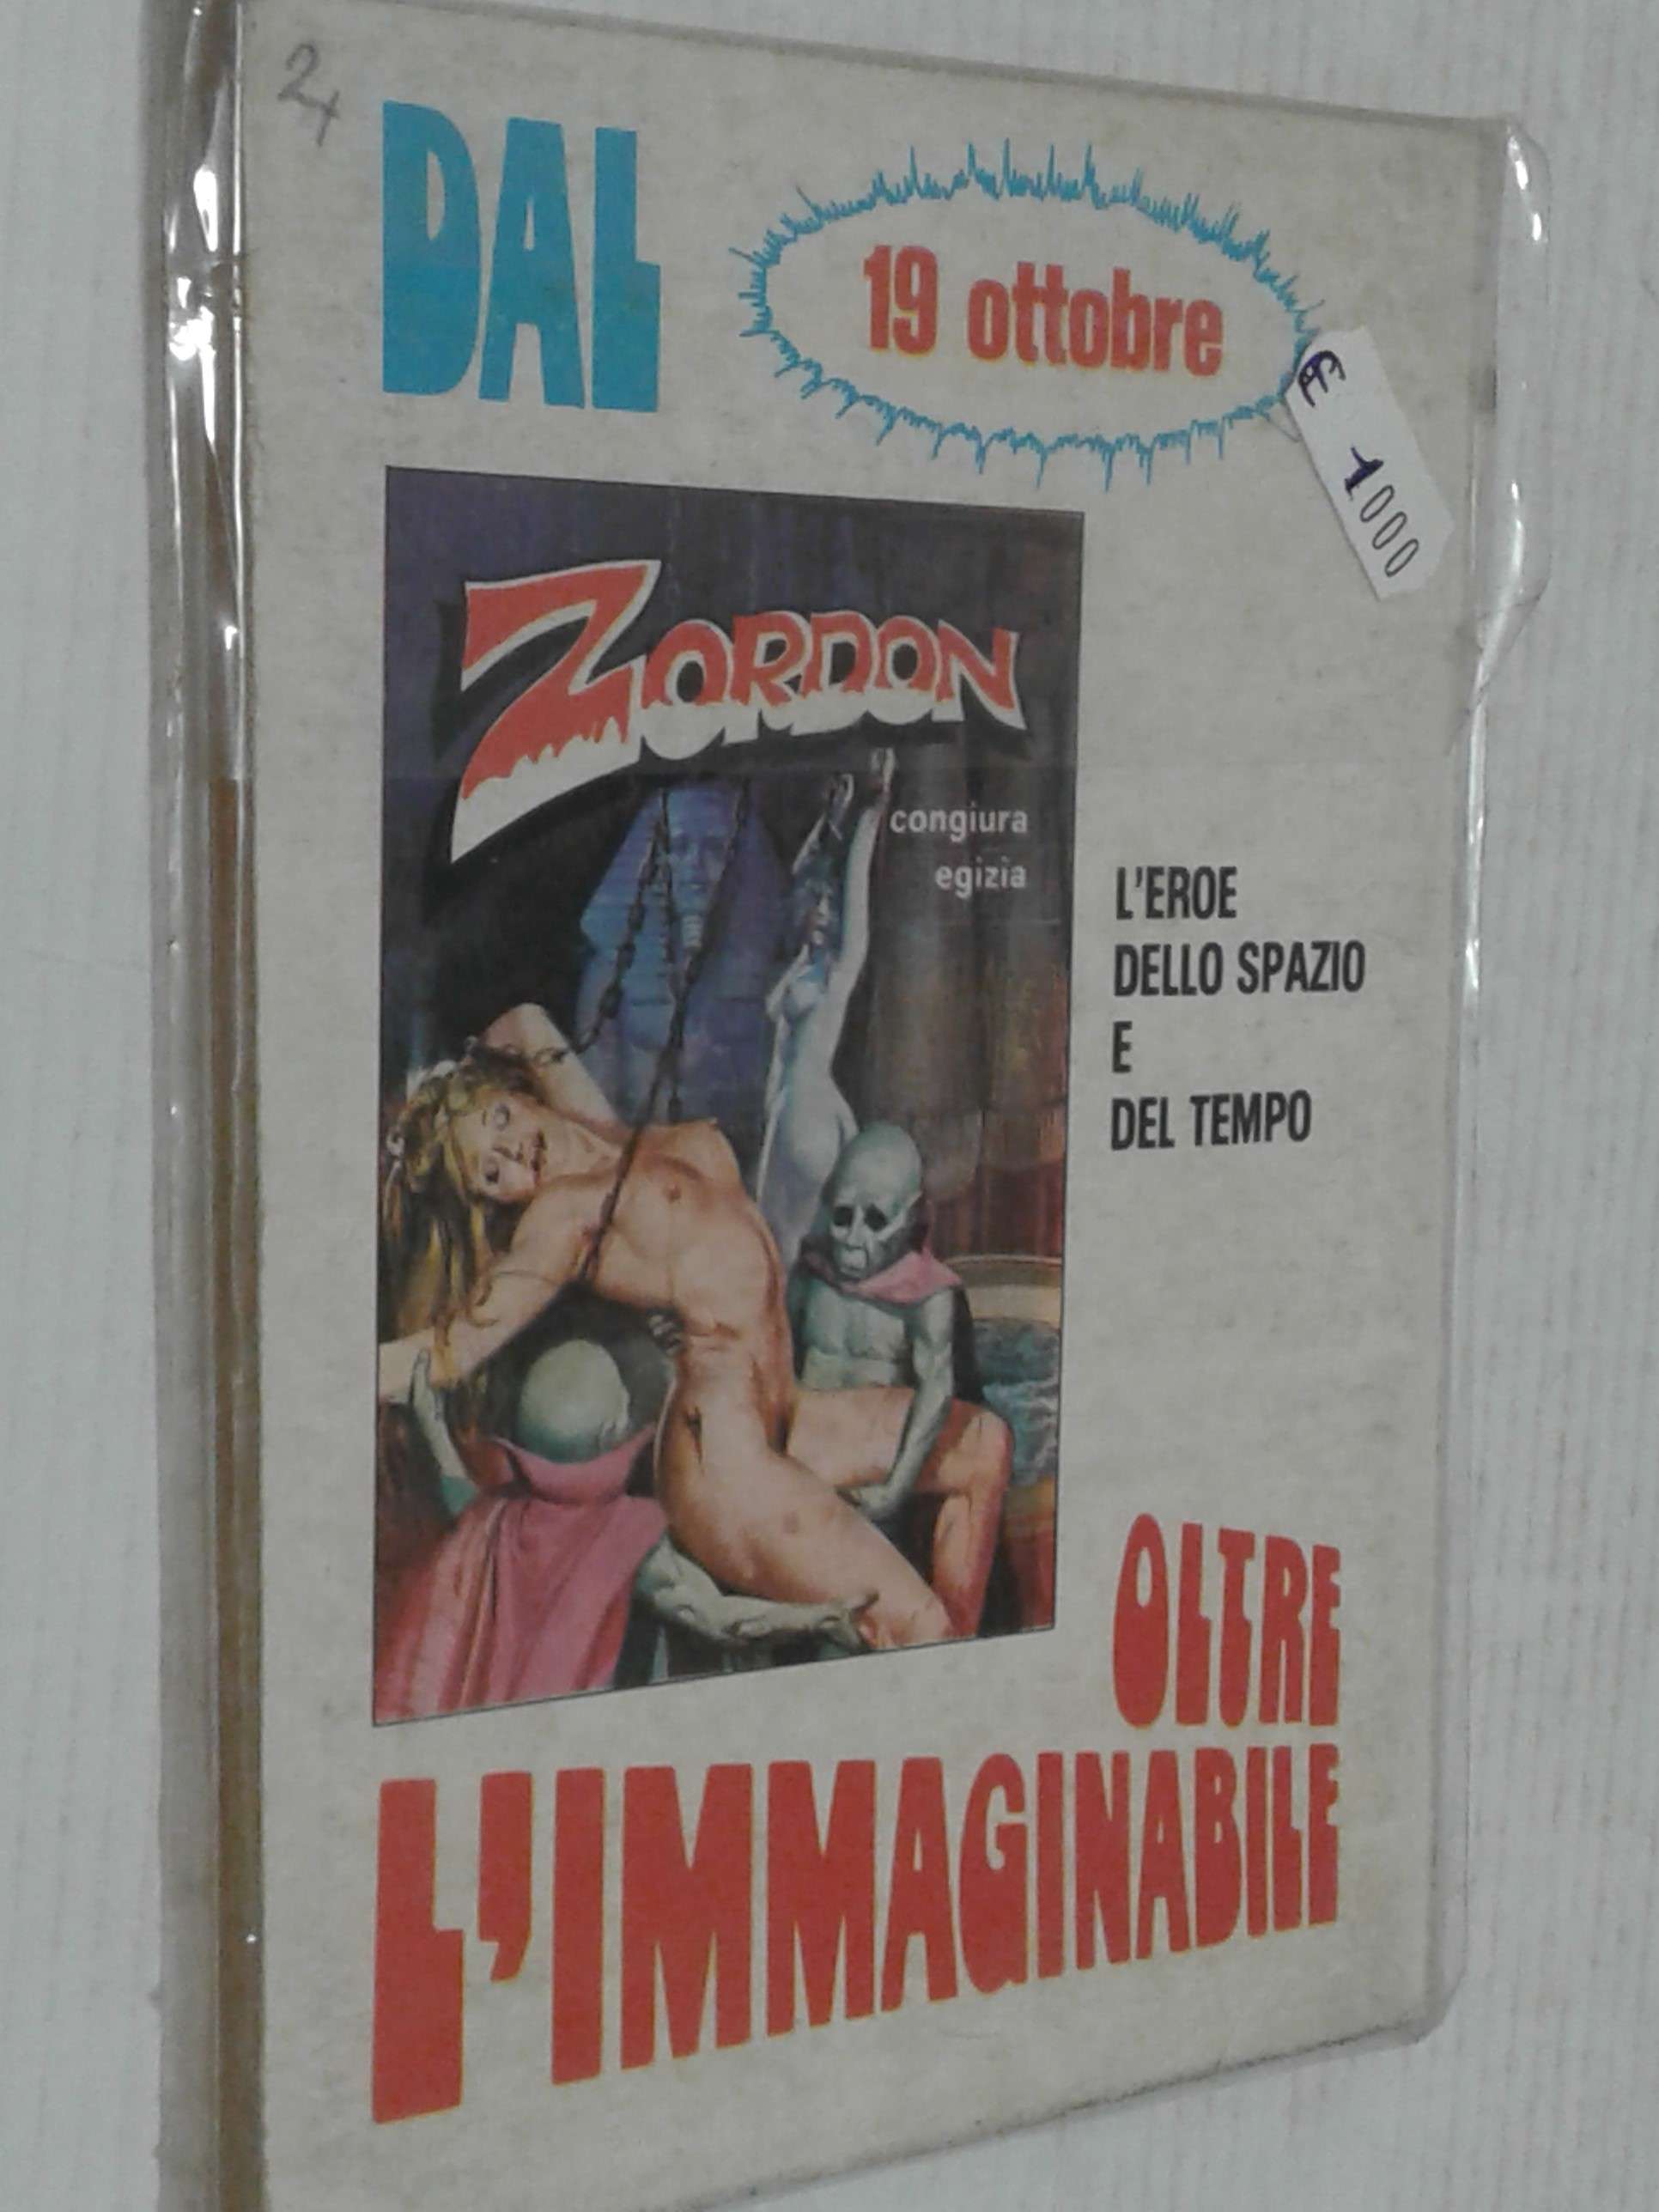 24
DAL
19 ottobre
1000
ZORDON
congiura
egizia
L'EROE
DELLO SPAZIO
E
DEL TEMPO
OLTRE
L'IMMAGINABILE